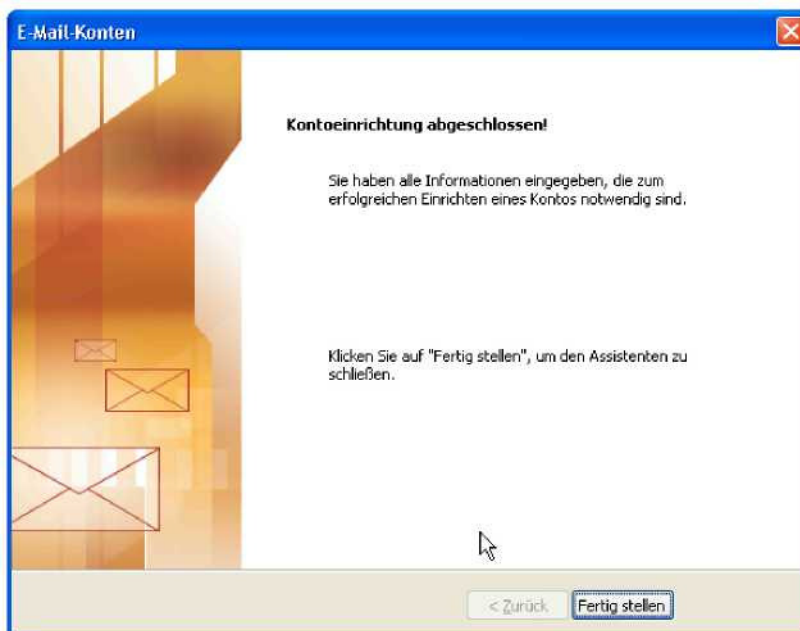 E-Mail-Konten
Kontoeinrichtung abgeschlossen!
Sie haben alle Informationen eingegeben, die zum
erfolgreichen Einrichten eines Kontos notwendig sind.
Klicken Sie auf "Fertig stellen", um den Assistenten zu
schließen.
< Zurück
Fertig stellen